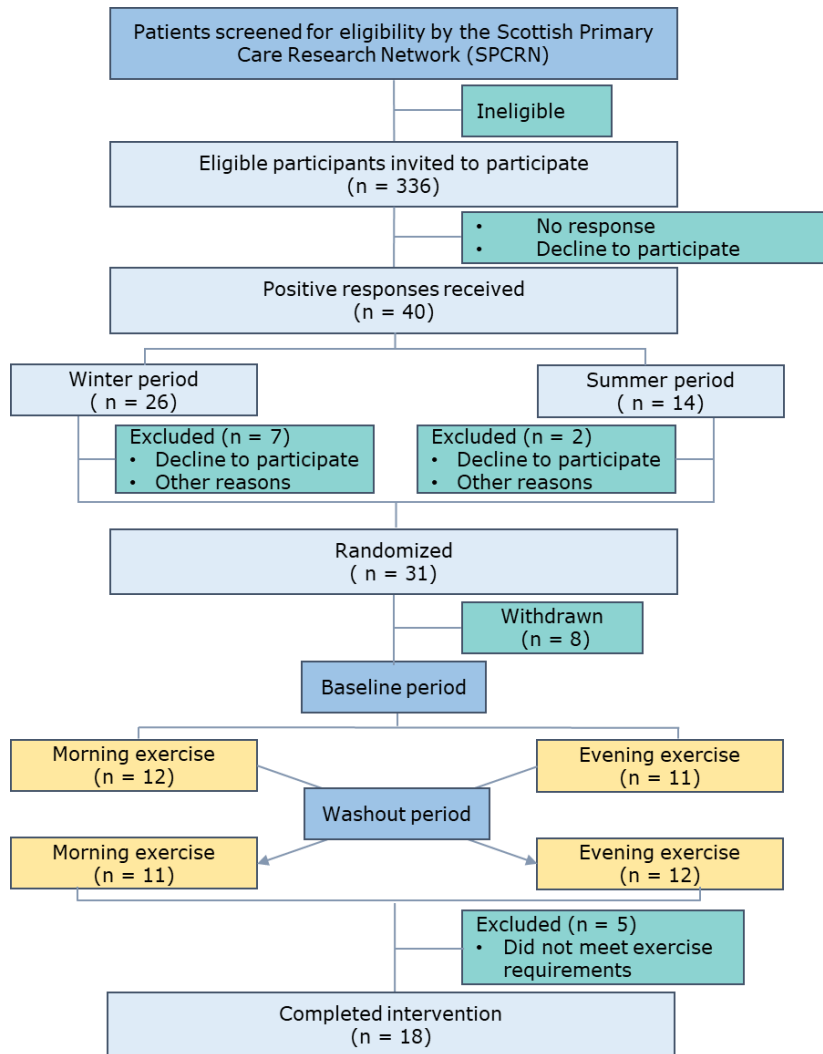 Patients screened for eligibility by the Scottish Primary
Care Research Network (SPCRN)
Ineligible
Eligible participants invited to participate
(n = 336)
• No response
• Decline to participate
Positive responses received
(n = 40)
Winter period
( n = 26)
Summer period
( n = 14)
Excluded (n = 7)
• Decline to participate
• Other reasons
Excluded (n = 2)
• Decline to participate
• Other reasons
Randomized
( n = 31)
Withdrawn
(n = 8)
Baseline period
Morning exercise
(n = 12)
Evening exercise
(n = 11)
Washout period
Morning exercise
(n = 11)
Evening exercise
(n = 12)
Excluded (n = 5)
• Did not meet exercise
requirements
Completed intervention
(n = 18)